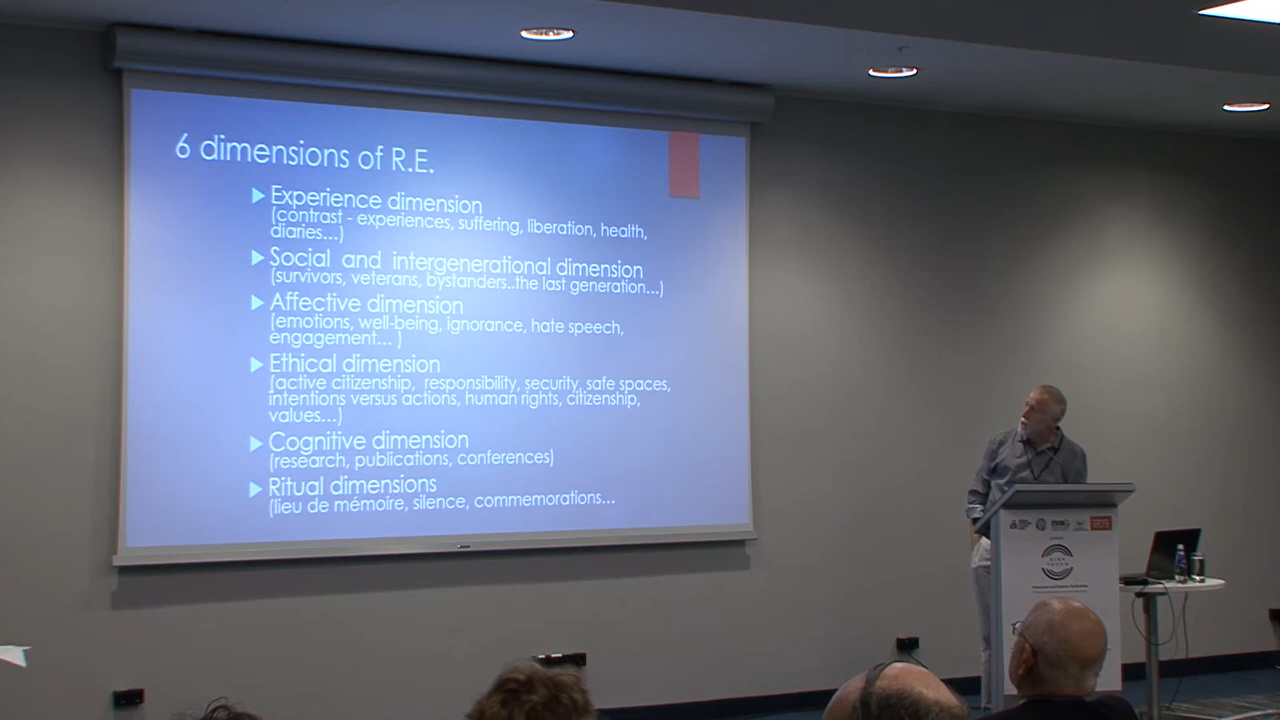 6 dimensions of R.E.
Experience dimension
(contrast - experiences, suffering, liberation, health,
diaries...)
Social and intergenerational dimension
(survivors, veterans, bystanders..the last generation...)
Affective dimension
(emotions, well-being, ignorance, hate speech,
engagement... )
Ethical dimension
(active citizenship, responsibility, security, safe spaces,
intentions versus actions, human rights, citizenship,
values...)
Cognitive dimension
(research, publications, conferences)
Ritual dimensions
(lieu de mémoire, silence, commemorations...